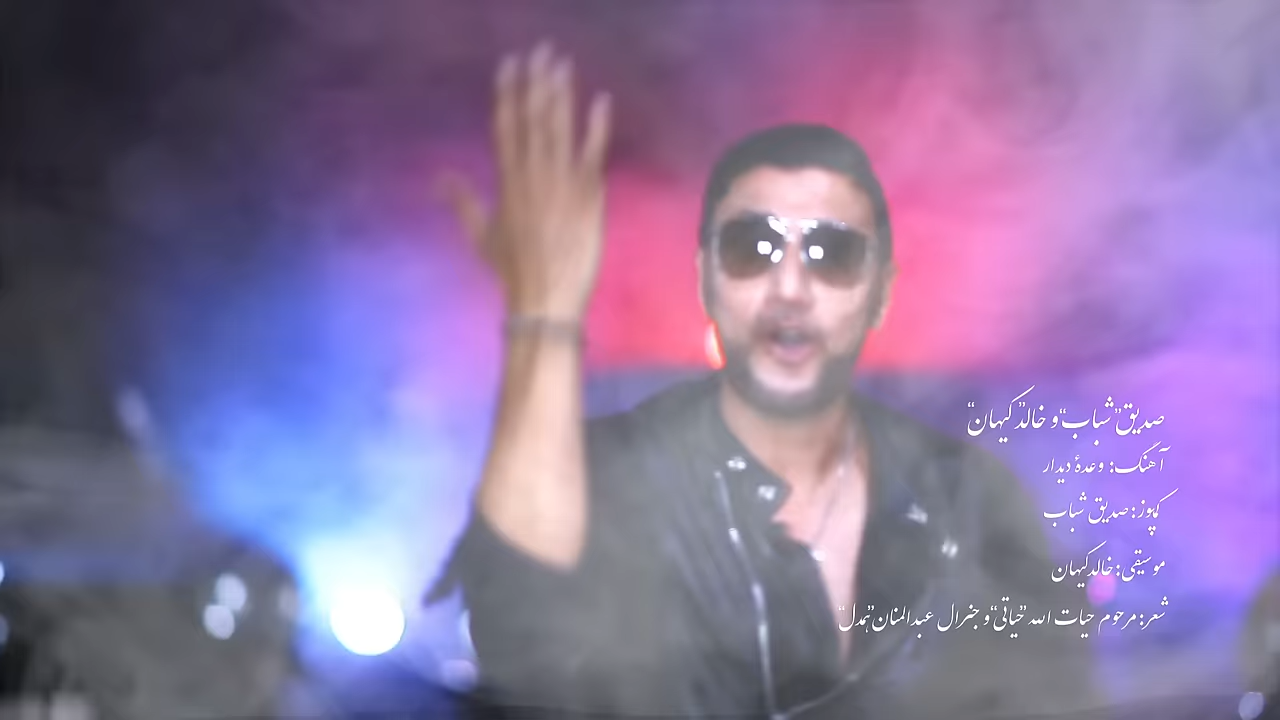 صدیق "شباب" و خالد "کیهان"
آهنگ: وعدهٔ دیدار
کمپوز: صدیق شباب
موسیقی: خالد کیهان
شعر: مرحوم حیات الله "حیاتی" و جنرال عبدالمنان "همدل"